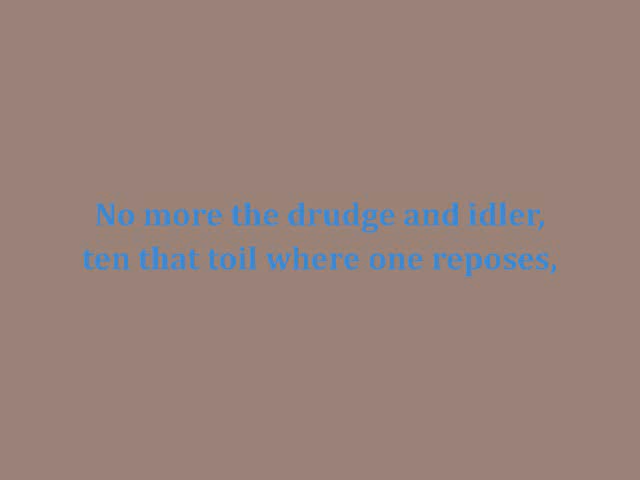 No more the drudge and idler,
ten that toil where one reposes,